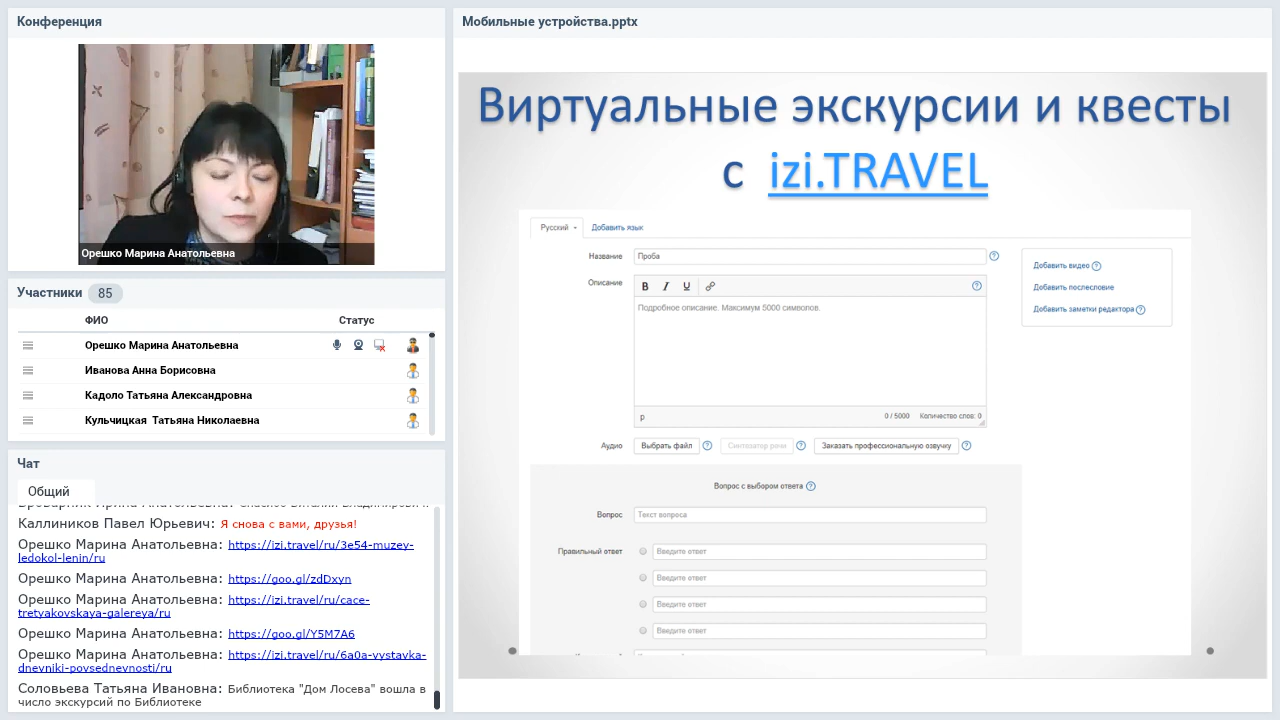 Конференция
Орешко Марина Анатольевна
Участники 85
ФИО Статус
Орешко Марина Анатольевна
Иванова Анна Борисовна
Кадоло Татьяна Александровна
Кульчицкая Татьяна Николаевна
Чат
Общий
Каллиников Павел Юрьевич: Я снова с вами, друзья!
Орешко Марина Анатольевна: https://izi.travel/ru/3e54-muzey-
ledokol-lenin/ru
Орешко Марина Анатольевна: https://goo.gl/zdDxyn
Орешко Марина Анатольевна: https://izi.travel/ru/cace-
tretyakovskaya-galereya/ru
Орешко Марина Анатольевна: https://goo.gl/Y5M7A6
Орешко Марина Анатольевна: https://izi.travel/ru/6a0a-vystavka-
dnevniki-povsednevnosti/ru
Соловьева Татьяна Ивановна: Библиотека "Дом Лосева" вошла в
число экскурсий по Библиотеке
Мобильные устройства.pptx
Виртуальные экскурсии и квесты
с izi.TRAVEL
Русский Добавить язык
Название Проба
Описание B I U
Подробное описание. Максимум 5000 символов.
p 0 / 5000 Количество слов: 0
Добавить видео
Добавить послесловие
Добавить заметки редактора
Аудио Выбрать файл Синтезатор речи Заказать профессиональную озвучку
Вопрос с выбором ответа
Вопрос Текст вопроса
Правильный ответ Введите ответ
Введите ответ
Введите ответ
Введите ответ